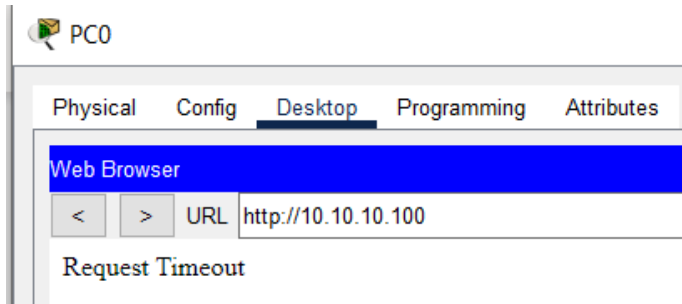 PC0
Physical Config Desktop Programming Attributes
Web Browser
< > URL http://10.10.10.100
Request Timeout